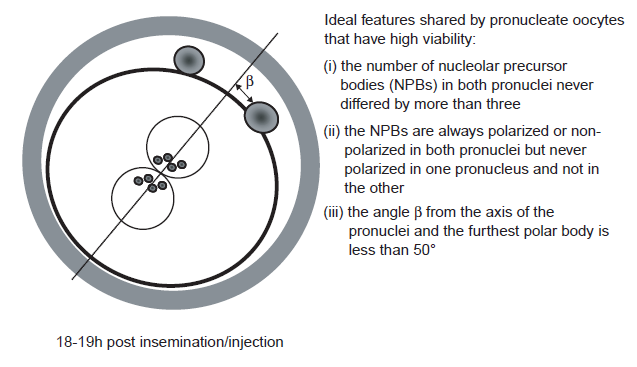 Ideal features shared by pronucleate oocytes
that have high viability:
(i) the number of nucleolar precursor
bodies (NPBs) in both pronuclei never
differed by more than three
(ii) the NPBs are always polarized or non-
polarized in both pronuclei but never
polarized in one pronucleus and not in
the other
(iii) the angle β from the axis of the
pronuclei and the furthest polar body is
less than 50°
β
18-19h post insemination/injection